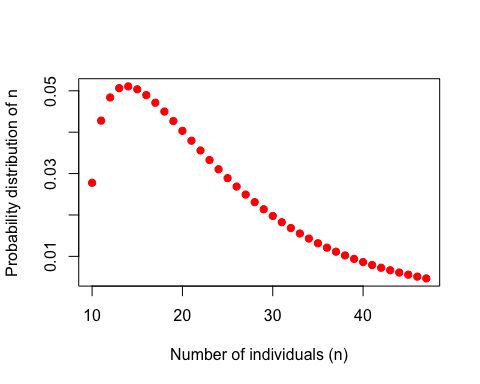 Probability distribution of n
0.05
0.03
0.01
10 20 30 40
Number of individuals (n)